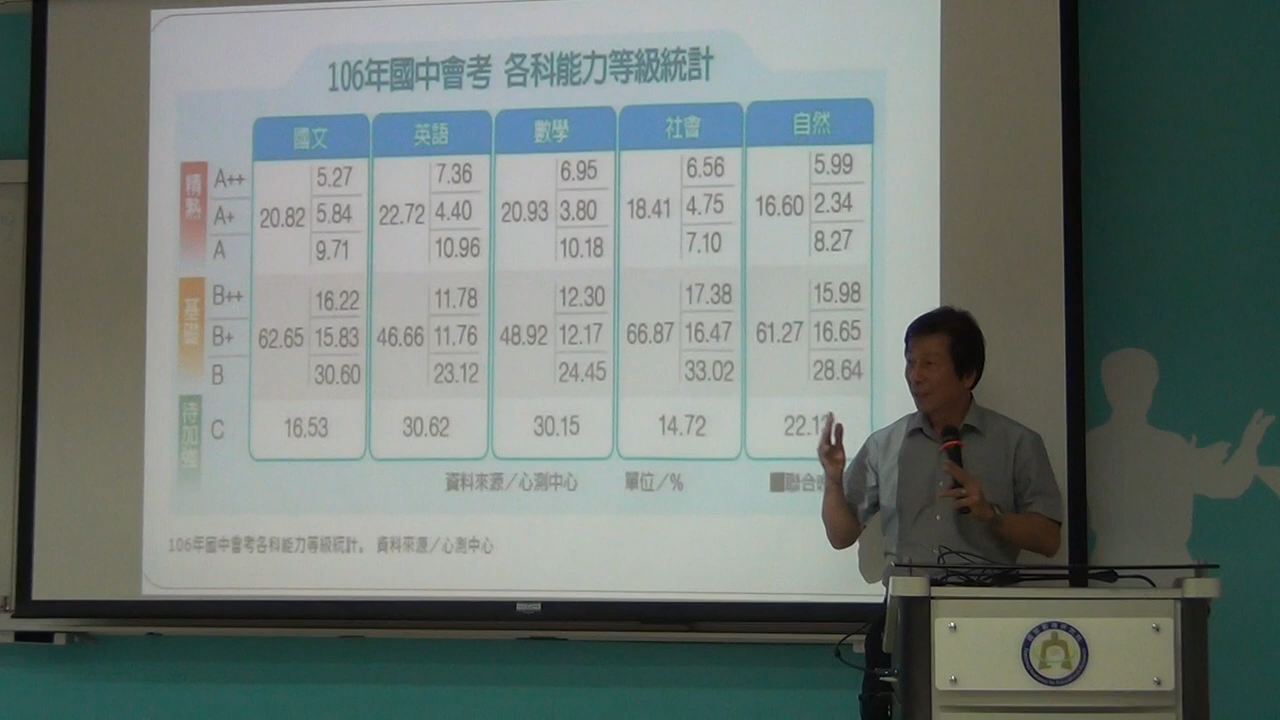 106年國中會考 各科能力等級統計
國文 英語 數學 社會 自然
精熟
A++ 5.27 7.36 6.95 6.56 5.99
A+ 20.82 5.84 22.72 4.40 20.93 3.80 18.41 4.75 16.60 2.34
A 9.71 10.96 10.18 7.10 8.27
基礎
B++ 16.22 11.78 12.30 17.38 15.98
B+ 62.65 15.83 46.66 11.76 48.92 12.17 66.87 16.47 61.27 16.65
B 30.60 23.12 24.45 33.02 28.64
待加強
C 16.53 30.62 30.15 14.72 22.1
資料來源／心測中心 單位／% ■聯合
106年國中會考各科能力等級統計。 資料來源／心測中心